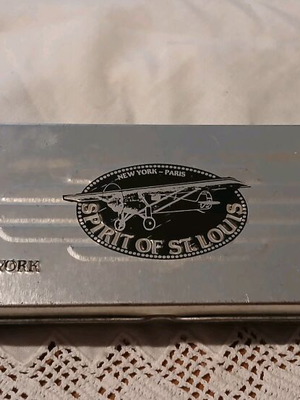 NEW YORK – PARIS
SPIRIT OF ST. LOUIS
YORK